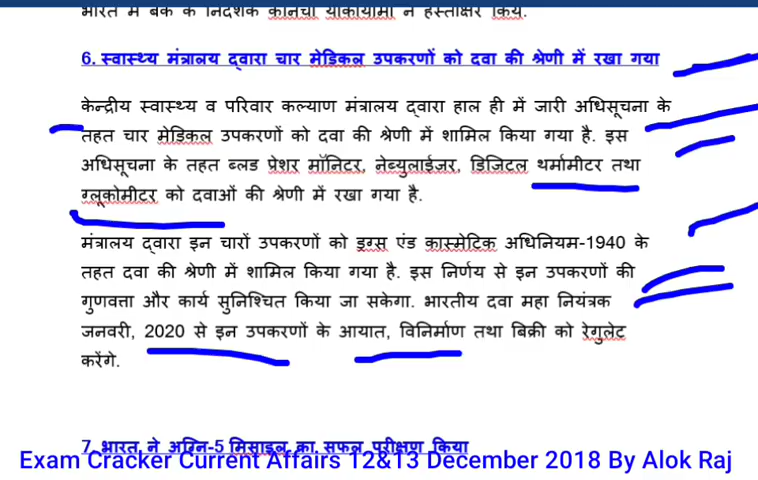 भारत में बैंक के निदेशक केनिची योकोयामा ने हस्ताक्षर किये.
6. स्वास्थ्य मंत्रालय द्वारा चार मेडिकल उपकरणों को दवा की श्रेणी में रखा गया
केन्द्रीय स्वास्थ्य व परिवार कल्याण मंत्रालय द्वारा हाल ही में जारी अधिसूचना के
तहत चार मेडिकल उपकरणों को दवा की श्रेणी में शामिल किया गया है. इस
अधिसूचना के तहत ब्लड प्रेशर मॉनिटर, नेब्युलाईजर, डिजिटल थर्मामीटर तथा
ग्लूकोमीटर को दवाओं की श्रेणी में रखा गया है.
मंत्रालय द्वारा इन चारों उपकरणों को ड्रग्स एंड कास्मेटिक अधिनियम-1940 के
तहत दवा की श्रेणी में शामिल किया गया है. इस निर्णय से इन उपकरणों की
गुणवत्ता और कार्य सुनिश्चित किया जा सकेगा. भारतीय दवा महा नियंत्रक
जनवरी, 2020 से इन उपकरणों के आयात, विनिर्माण तथा बिक्री को रेगुलेट
करेंगे.
7. भारत ने अग्नि-5 मिसाइल का सफल परीक्षण किया
Exam Cracker Current Affairs 12&13 December 2018 By Alok Raj